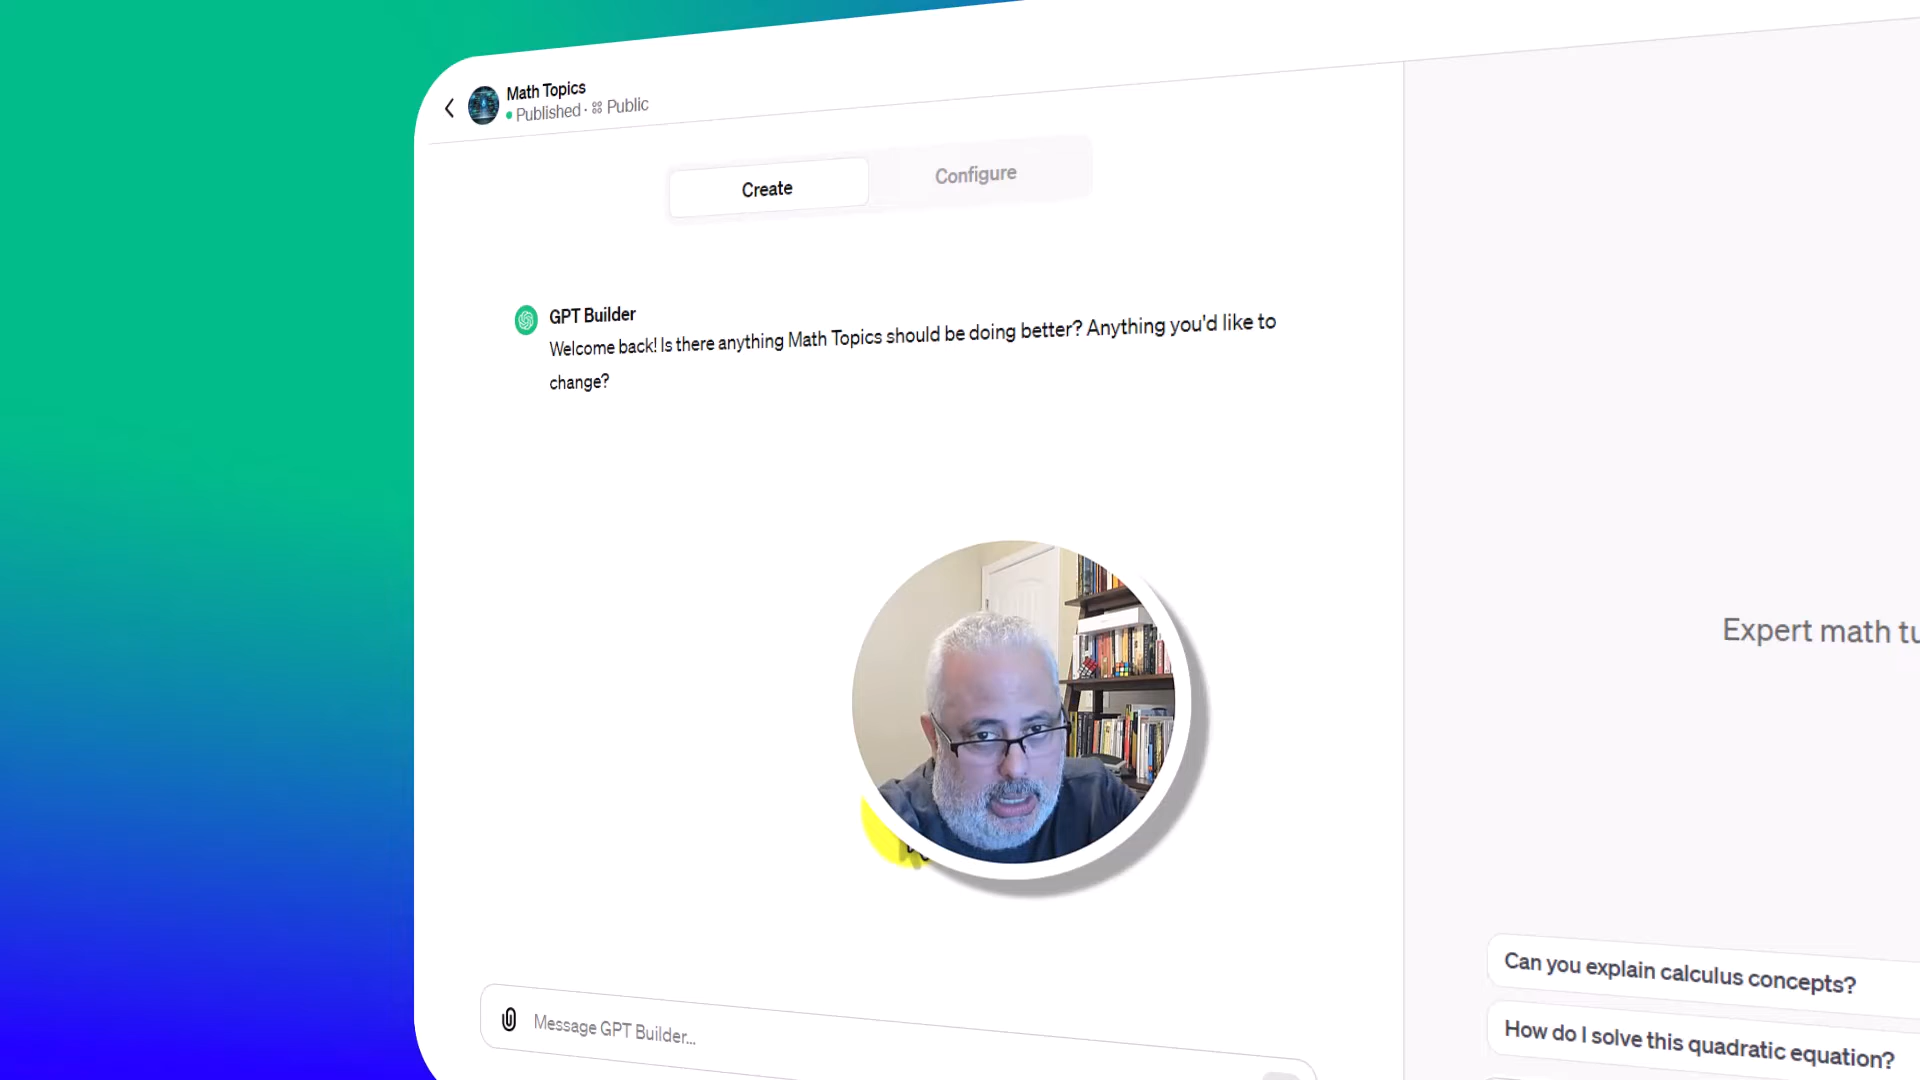 Math Topics
Published · Public
Create
Configure
GPT Builder
Welcome back! Is there anything Math Topics should be doing better? Anything you'd like to
change?
Expert math
Can you explain calculus concepts?
How do I solve this quadratic equation?
Message GPT Builder...